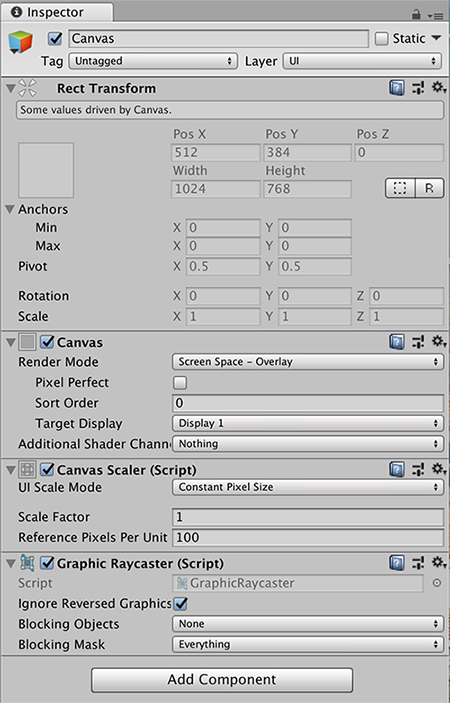 Inspector
Canvas Static
Tag Untagged Layer UI
Rect Transform
Some values driven by Canvas.
Pos X Pos Y Pos Z
512 384 0
Width Height
1024 768 R
Anchors
Min X 0 Y 0
Max X 0 Y 0
Pivot X 0.5 Y 0.5
Rotation X 0 Y 0 Z 0
Scale X 1 Y 1 Z 1
Canvas
Render Mode Screen Space - Overlay
Pixel Perfect
Sort Order 0
Target Display Display 1
Additional Shader Chann Nothing
Canvas Scaler (Script)
UI Scale Mode Constant Pixel Size
Scale Factor 1
Reference Pixels Per Unit 100
Graphic Raycaster (Script)
Script GraphicRaycaster
Ignore Reversed Graphics
Blocking Objects None
Blocking Mask Everything
Add Component